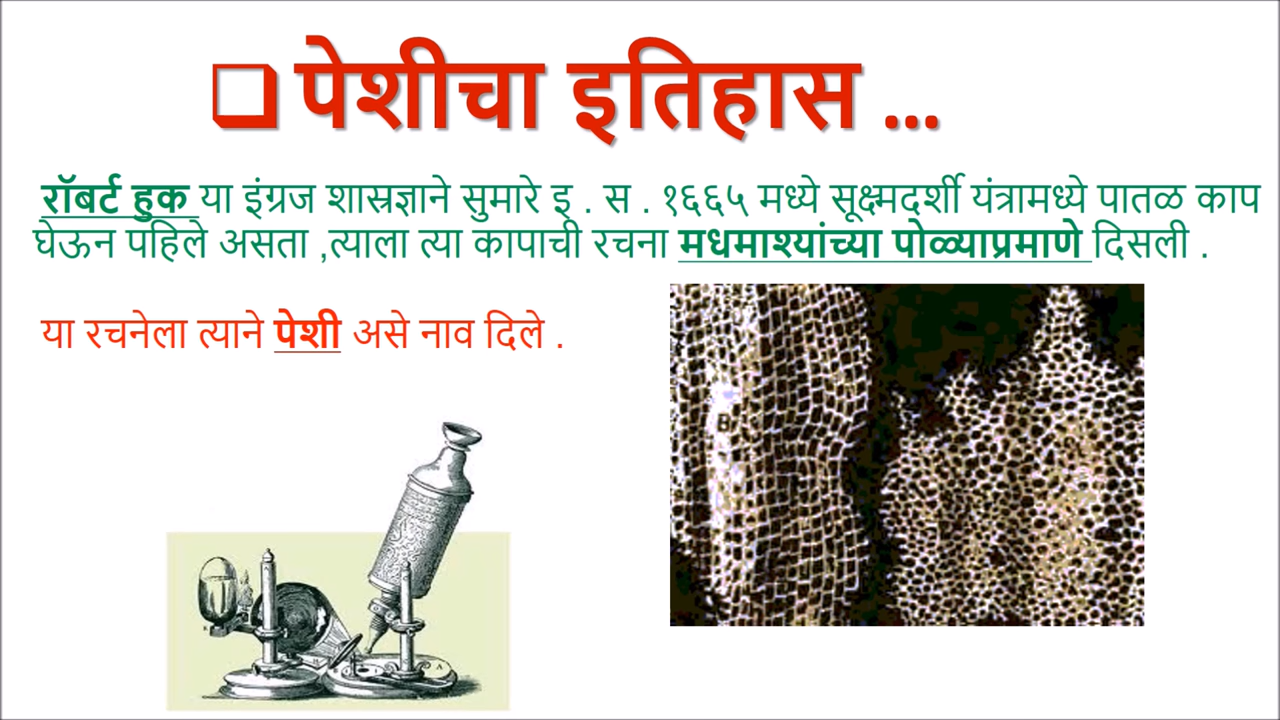 ❑ पेशीचा इतिहास ...
रॉबर्ट हुक या इंग्रज शास्रज्ञाने सुमारे इ . स . १६६५ मध्ये सूक्ष्मदर्शी यंत्रामध्ये पातळ काप
घेऊन पहिले असता ,त्याला त्या कापाची रचना मधमाश्यांच्या पोळ्याप्रमाणे दिसली .
या रचनेला त्याने पेशी असे नाव दिले .
B
A